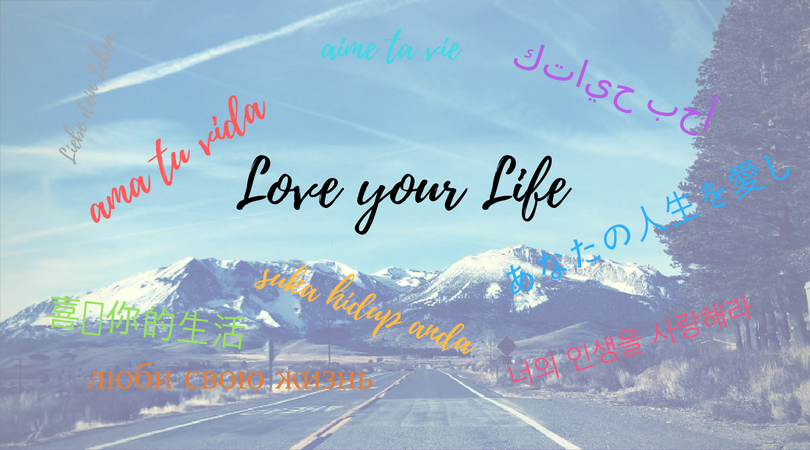 aime ta vie
Liebe dein Leben
أحب حياتك
ama tu vida
Love your Life
あなたの人生を愛し
suka hidup anda
喜▯你的生活
너의 인생을 사랑해라
люби свою жизнь